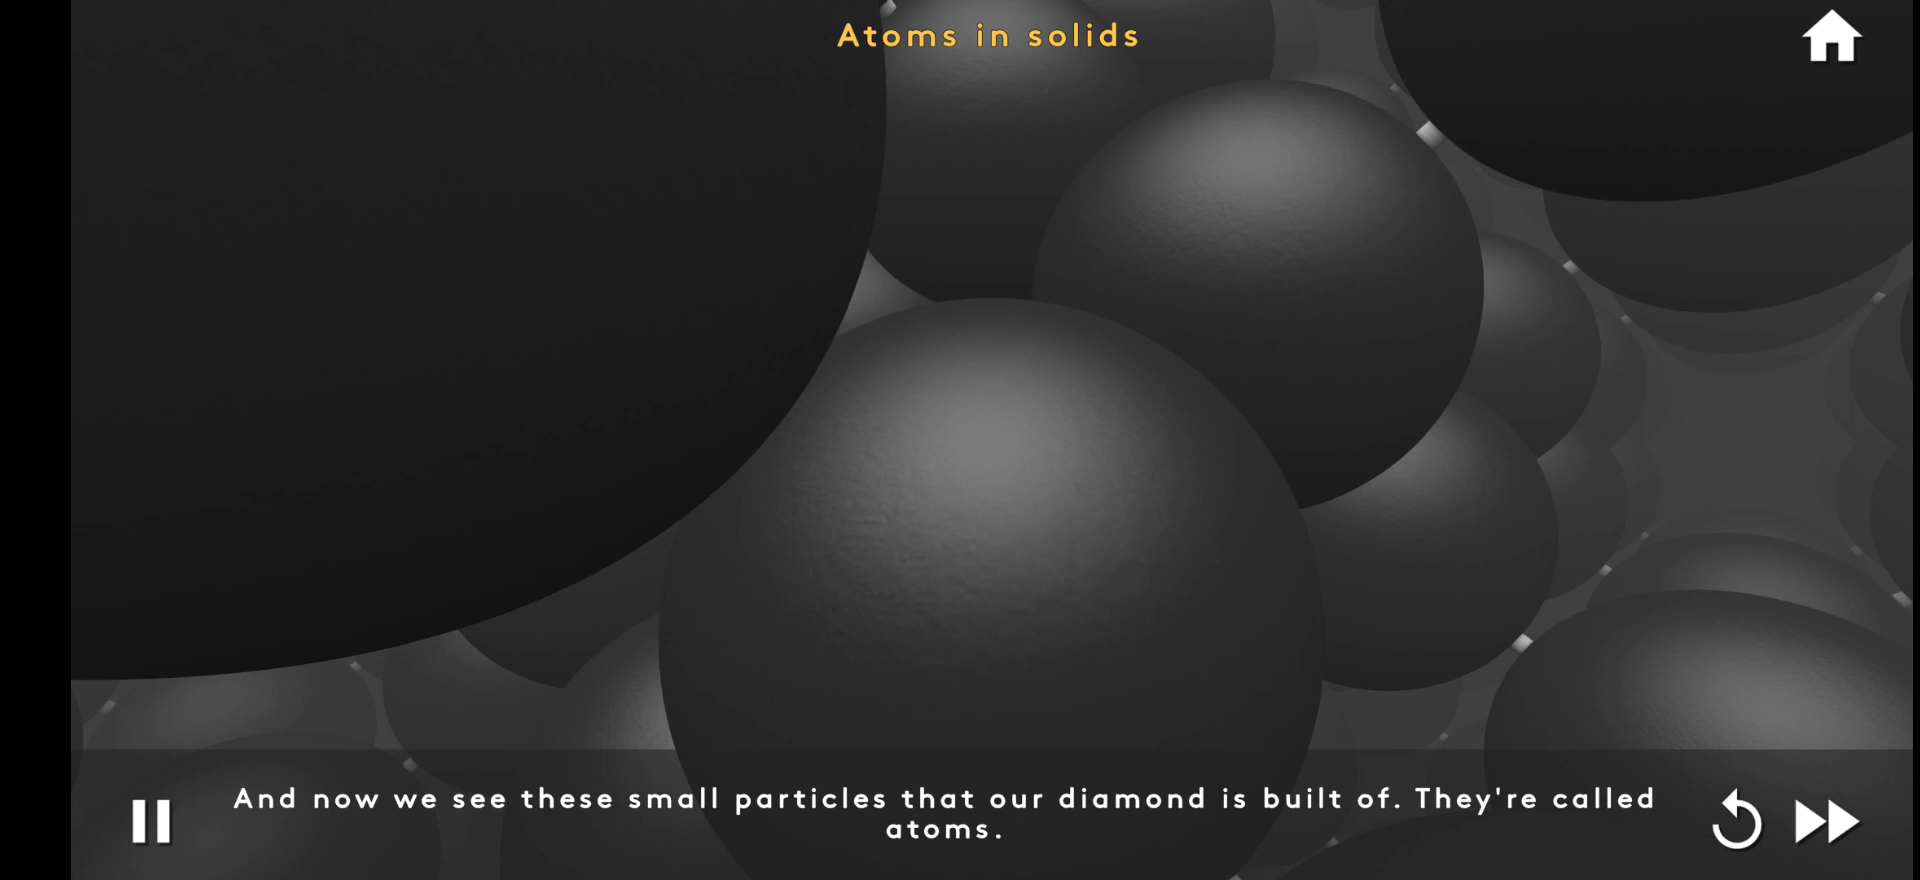 Atoms in solids
And now we see these small particles that our diamond is built of. They're called
atoms.